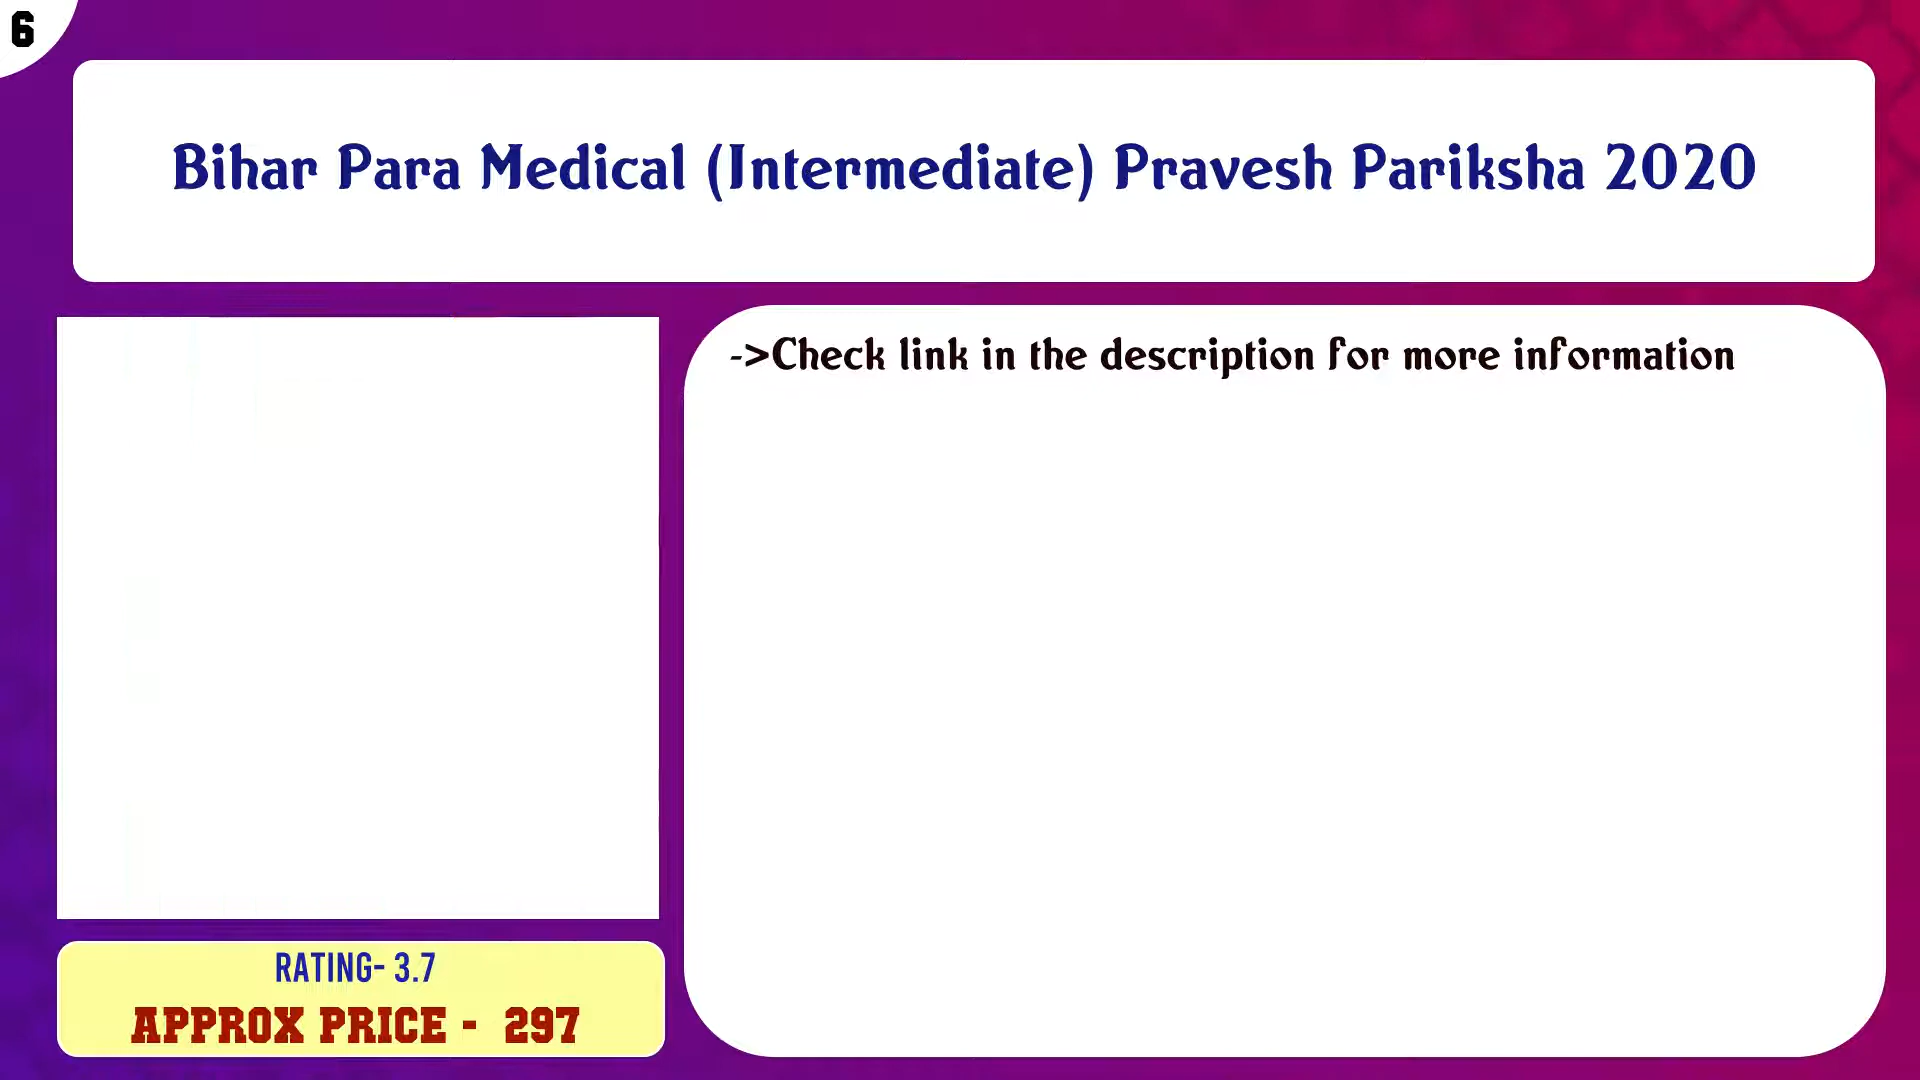 6
Bihar Para Medical (Intermediate) Pravesh Pariksha 2020
->Check link in the description for more information
RATING- 3.7
APPROX PRICE - 297